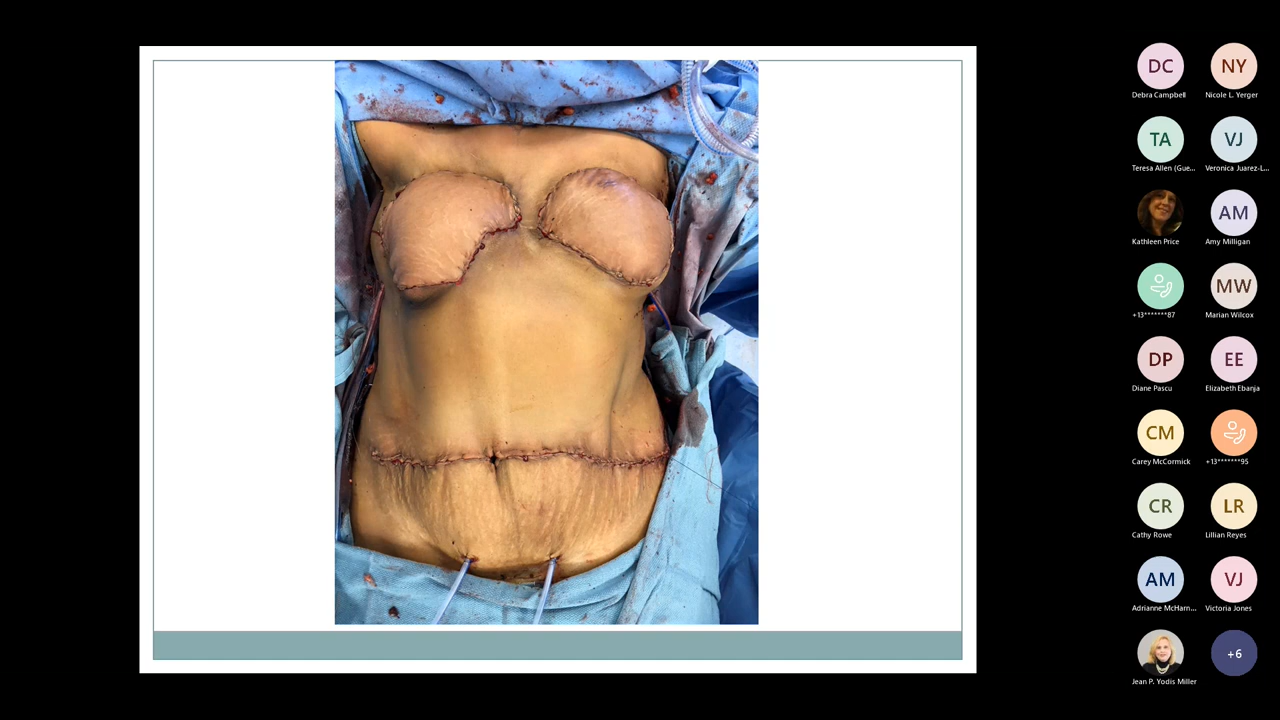 DC
NY
Debra Campbell
Nicole L. Yerger
TA
VJ
Teresa Allen (Gue...
Veronica Juarez-L...
AM
Kathleen Price
Amy Milligan
MW
+13*******87
Marian Wilcox
DP
EE
Diane Pascu
Elizabeth Ebanja
CM
Carey McCormick
+13*******95
CR
LR
Cathy Rowe
Lillian Reyes
AM
VJ
Adrianne McHarn...
Victoria Jones
+6
Jean P. Yodis Miller